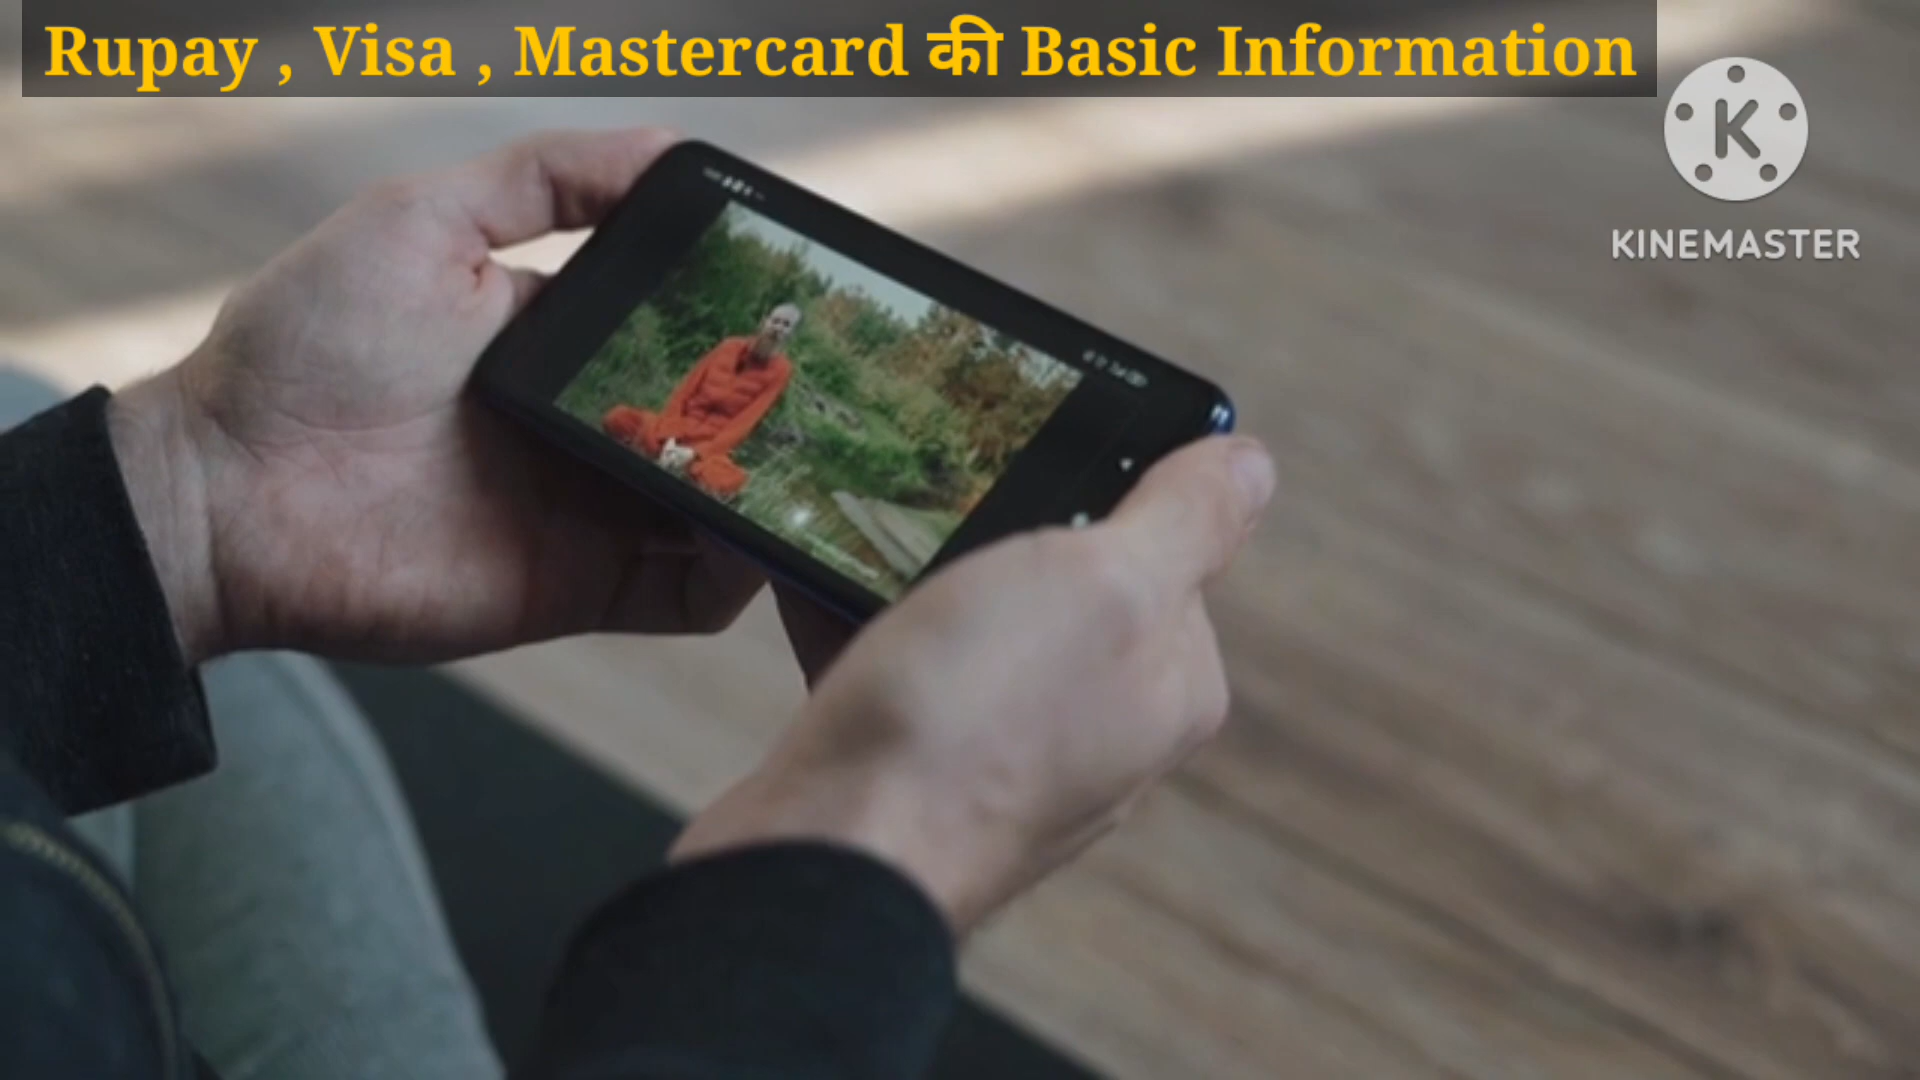 Rupay , Visa , Mastercard की Basic Information
K
KINEMASTER